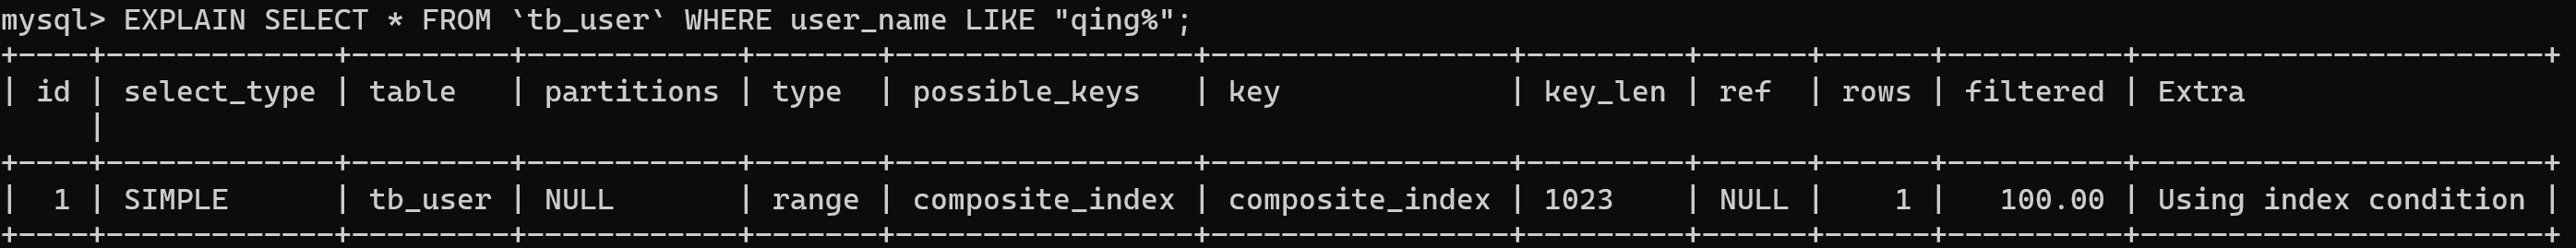 mysql> EXPLAIN SELECT * FROM `tb_user` WHERE user_name LIKE "qing%";
+----+-------------+---------+------------+-------+-----------------+-----------------+---------+------+------+----------+-----------------------+
| id | select_type | table   | partitions | type  | possible_keys   | key             | key_len | ref  | rows | filtered | Extra
     |
+----+-------------+---------+------------+-------+-----------------+-----------------+---------+------+------+----------+-----------------------+
|  1 | SIMPLE      | tb_user | NULL       | range | composite_index | composite_index | 1023    | NULL |    1 |   100.00 | Using index condition |
+----+-------------+---------+------------+-------+-----------------+-----------------+---------+------+------+----------+-----------------------+